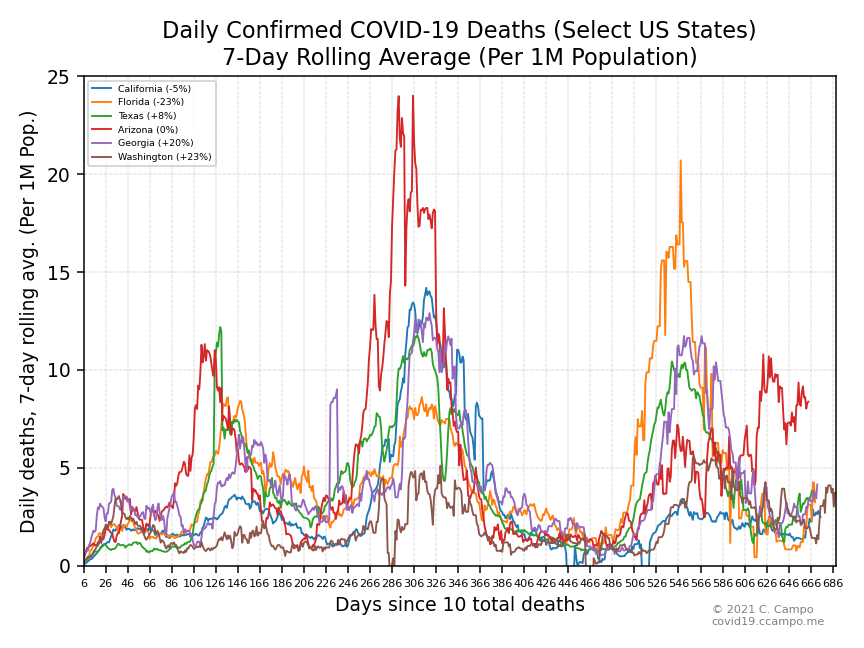 Daily Confirmed COVID-19 Deaths (Select US States)
7-Day Rolling Average (Per 1M Population)
Daily deaths, 7-day rolling avg. (Per 1M Pop.)
25
20
15
10
5
0
California (-5%)
Florida (-23%)
Texas (+8%)
Arizona (0%)
Georgia (+20%)
Washington (+23%)
6 26 46 66 86 106 126 146 166 186 206 226 246 266 286 306 326 346 366 386 406 426 446 466 486 506 526 546 566 586 606 626 646 666 686
Days since 10 total deaths
© 2021 C. Campo
covid19.ccampo.me